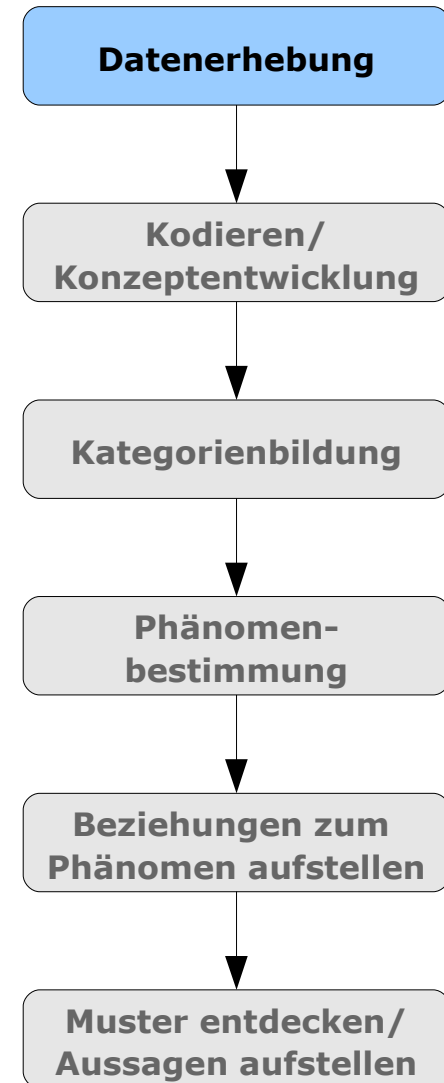 Datenerhebung
Kodieren/
Konzeptentwicklung
Kategorienbildung
Phänomen-
bestimmung
Beziehungen zum
Phänomen aufstellen
Muster entdecken/
Aussagen aufstellen